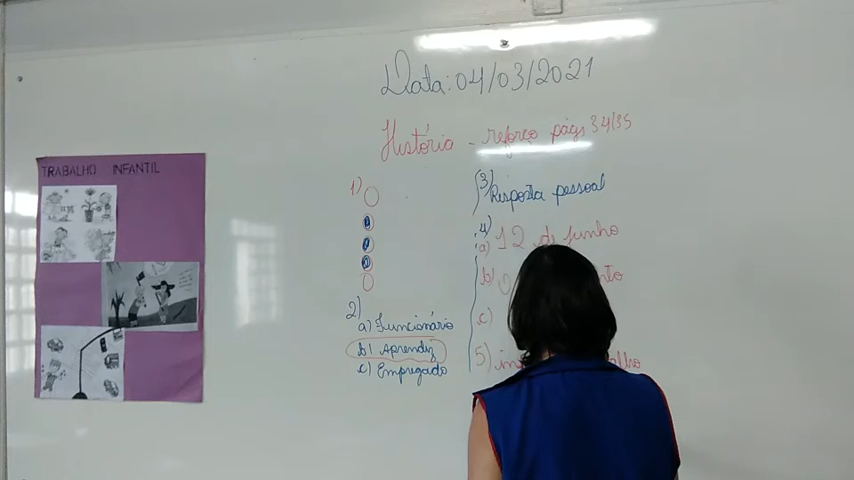 TRABALHO INFANTIL
Data: 04/03/2021
História - reforço págs 34/35
1)
2)
a) Funcionário
b) Aprendiz
c) Empregado
3) Resposta pessoal
4)
a) 12 de Junho
b)
c)
5)